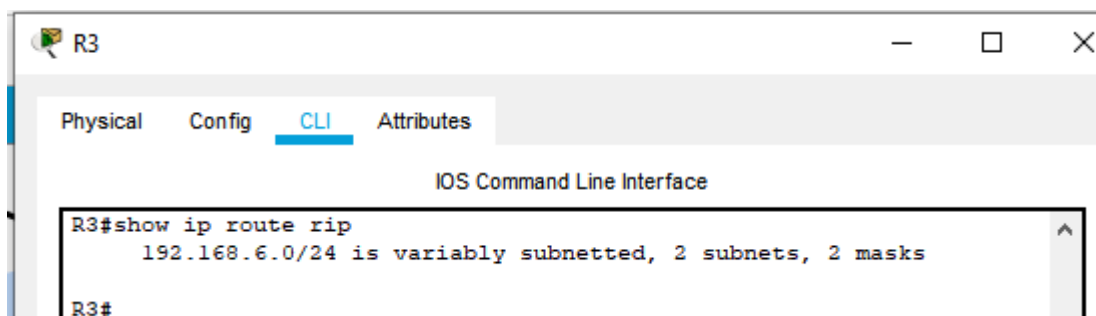 R3
Physical Config CLI Attributes
IOS Command Line Interface
R3#show ip route rip
192.168.6.0/24 is variably subnetted, 2 subnets, 2 masks
R3#